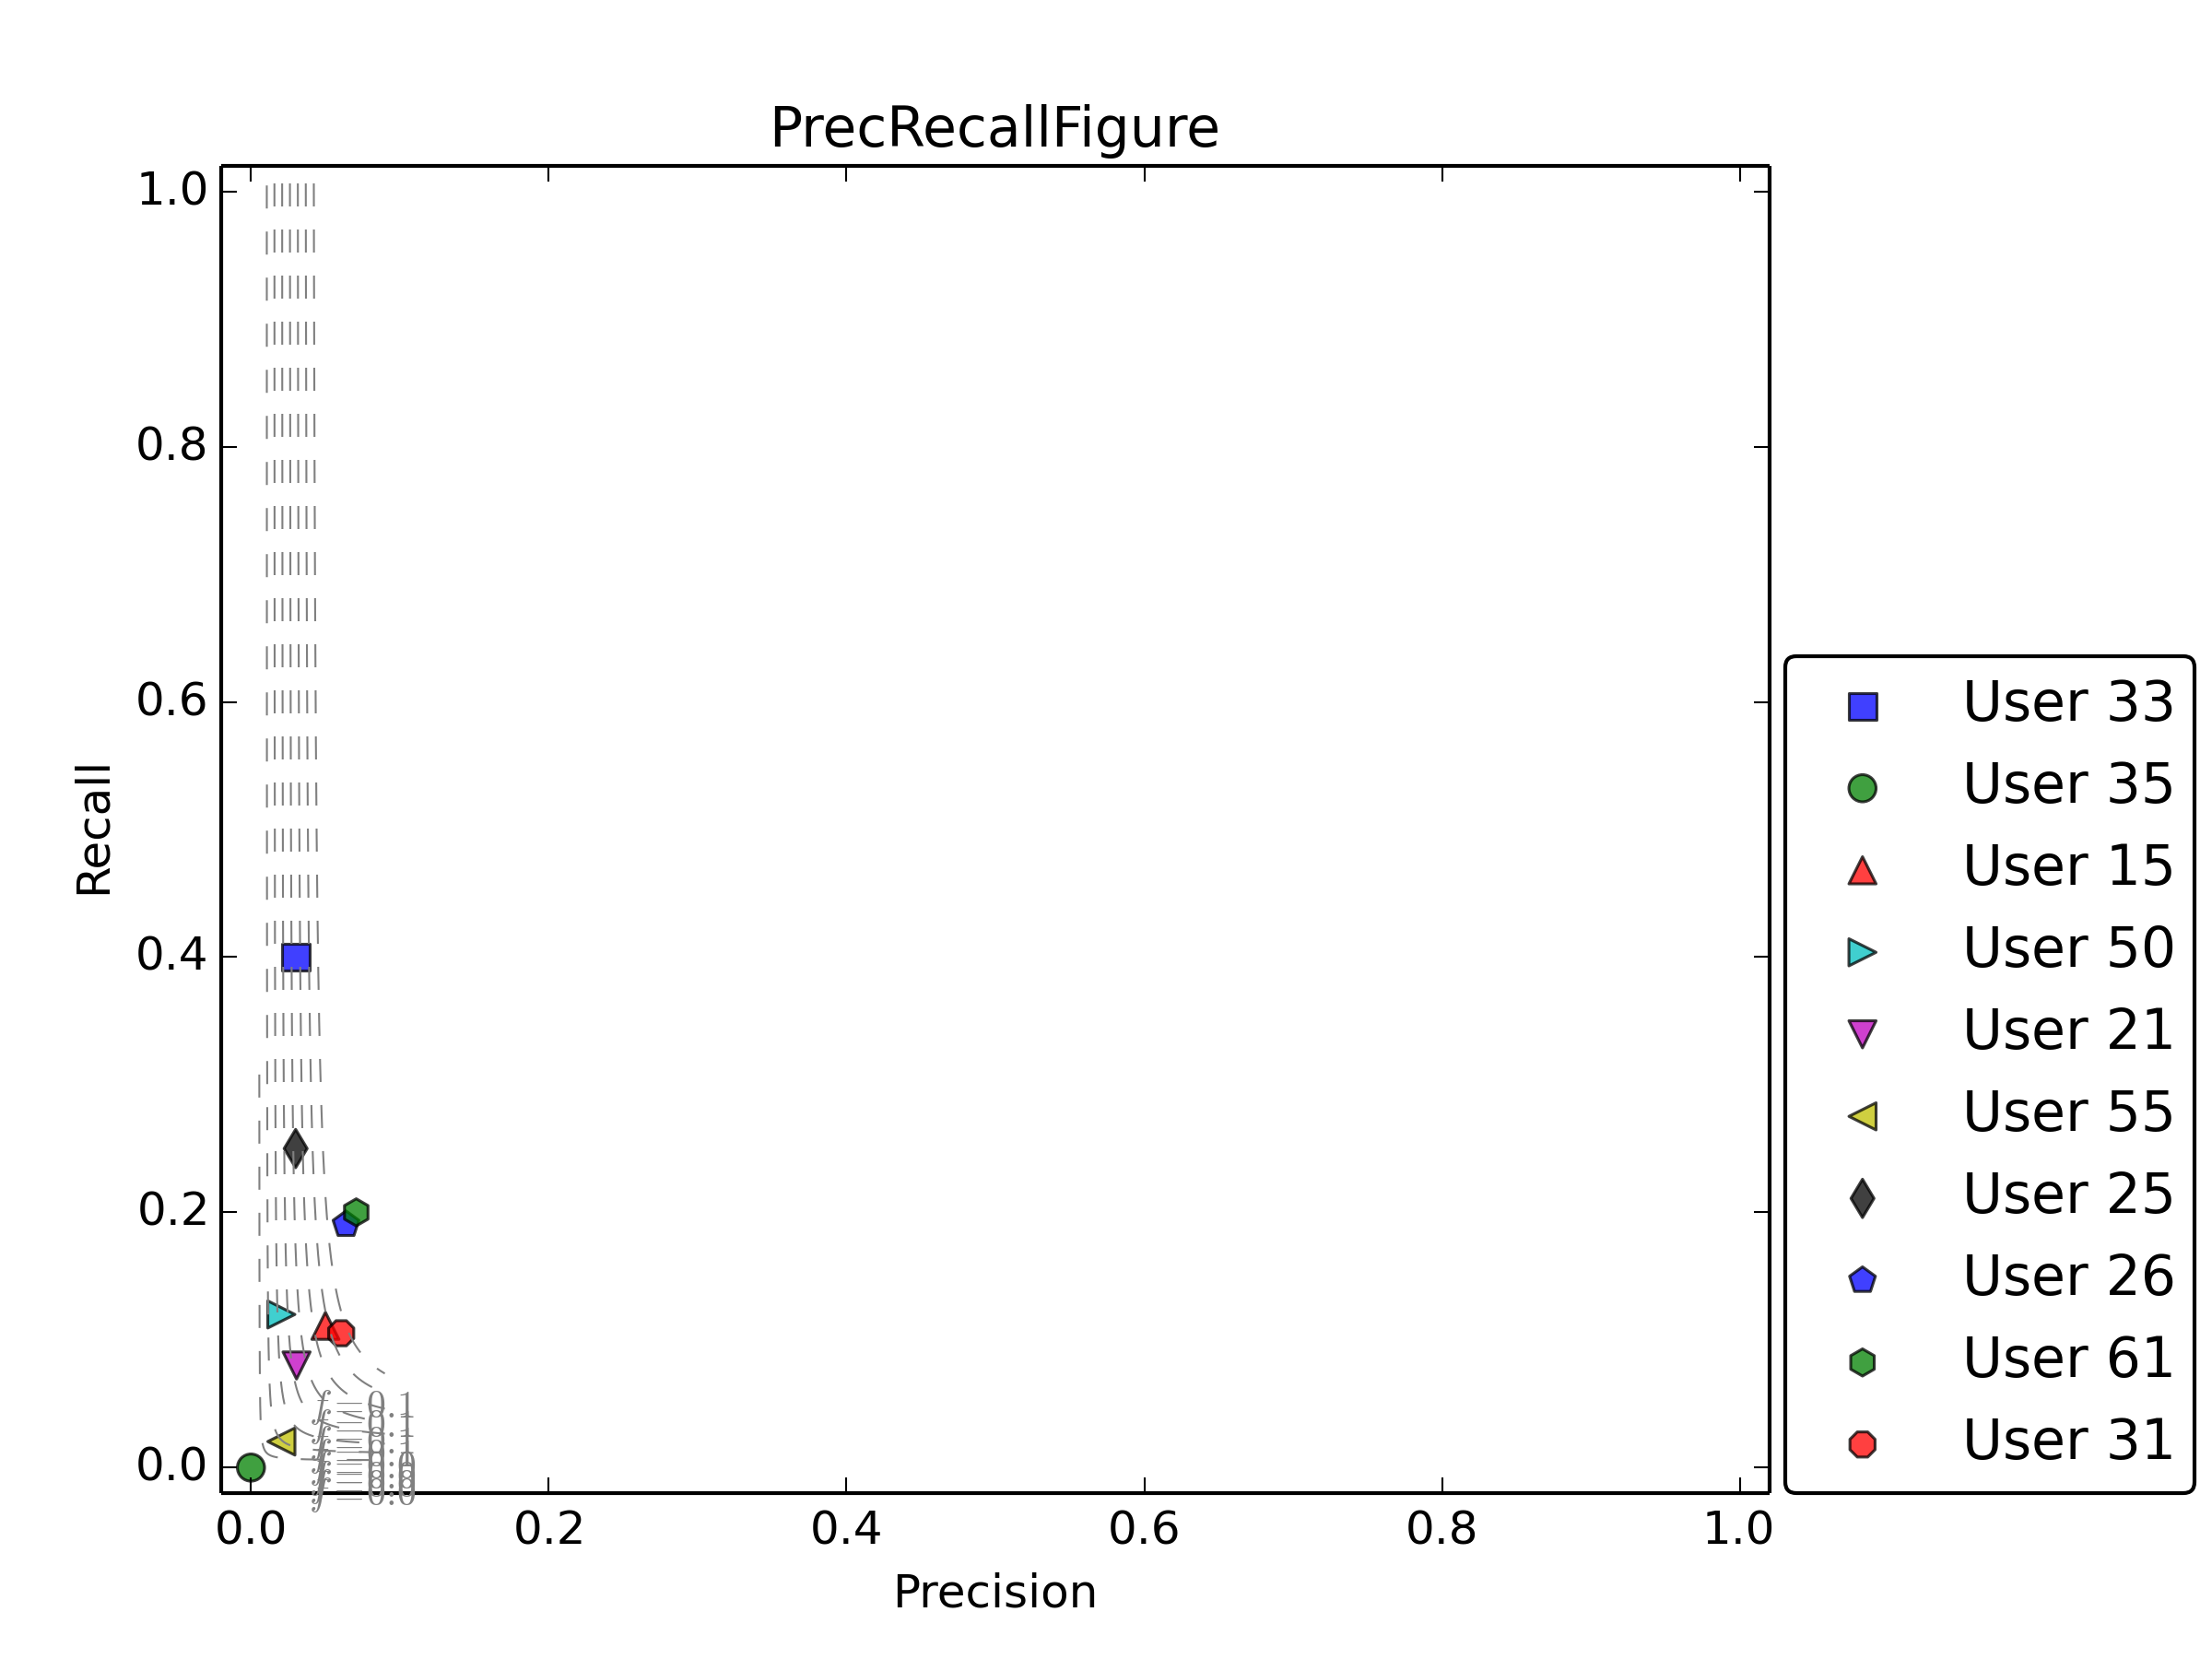 PrecRecallFigure
1.0
0.8
0.6
0.4
0.2
0.0
Recall
0.0 0.2 0.4 0.6 0.8 1.0
Precision
User 33
User 35
User 15
User 50
User 21
User 55
User 25
User 26
User 61
User 31